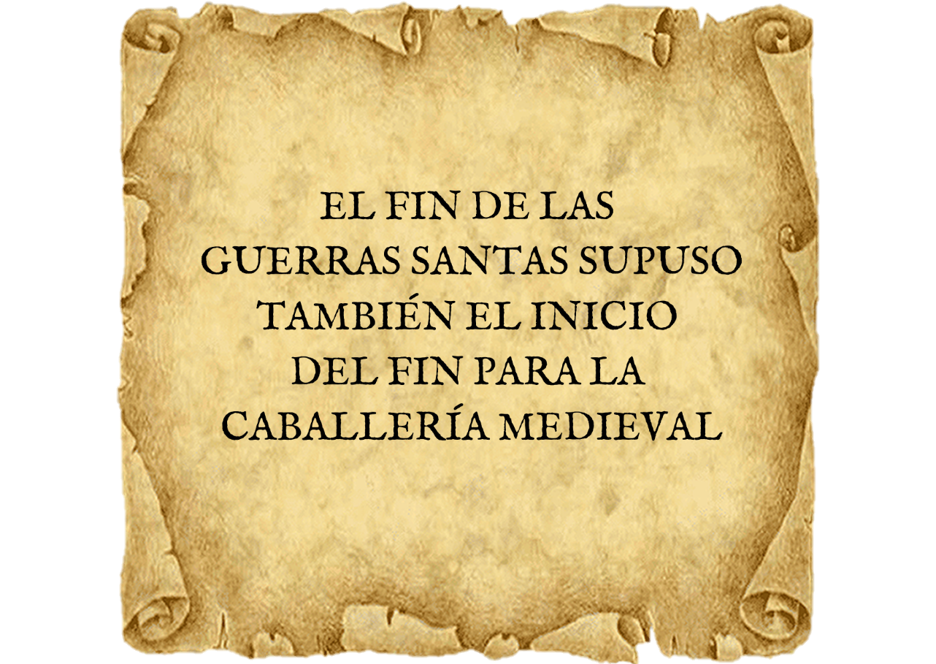 EL FIN DE LAS
GUERRAS SANTAS SUPUSO
TAMBIÉN EL INICIO
DEL FIN PARA LA
CABALLERÍA MEDIEVAL